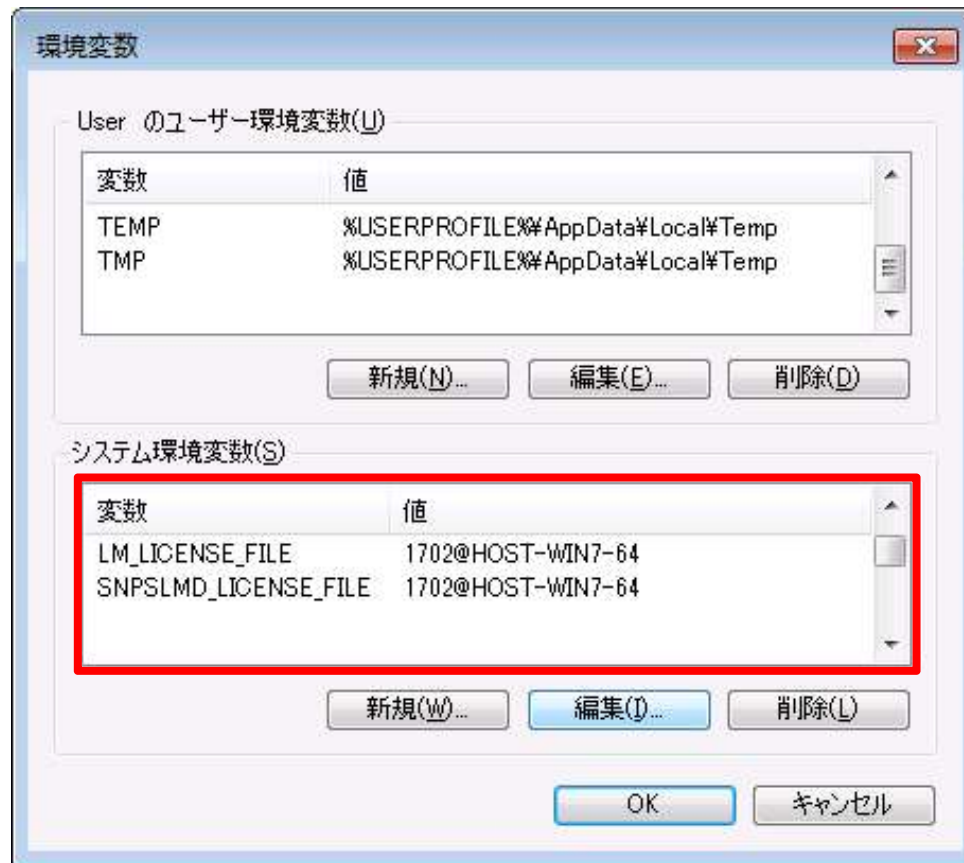 環境変数
User のユーザー環境変数(U)
変数 値
TEMP %USERPROFILE%¥AppData¥Local¥Temp
TMP %USERPROFILE%¥AppData¥Local¥Temp
新規(N)... 編集(E)... 削除(D)
システム環境変数(S)
変数 値
LM_LICENSE_FILE 1702@HOST-WIN7-64
SNPSLMD_LICENSE_FILE 1702@HOST-WIN7-64
新規(W)... 編集(I)... 削除(L)
OK キャンセル